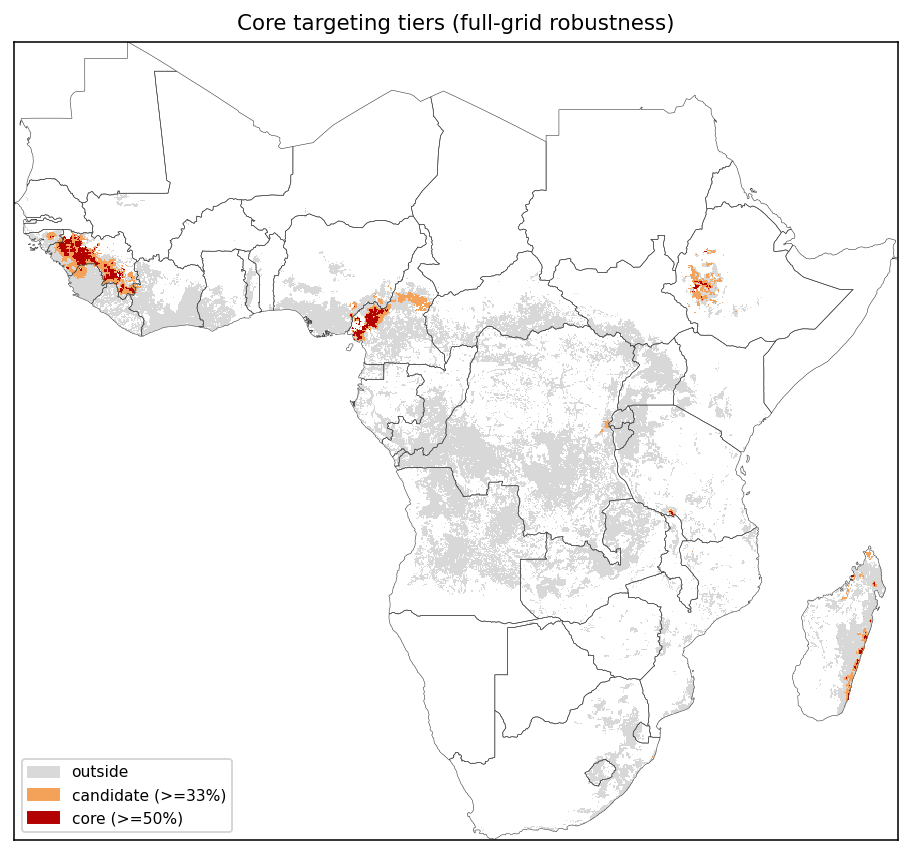 Core targeting tiers (full-grid robustness)
outside
candidate (>=33%)
core (>=50%)